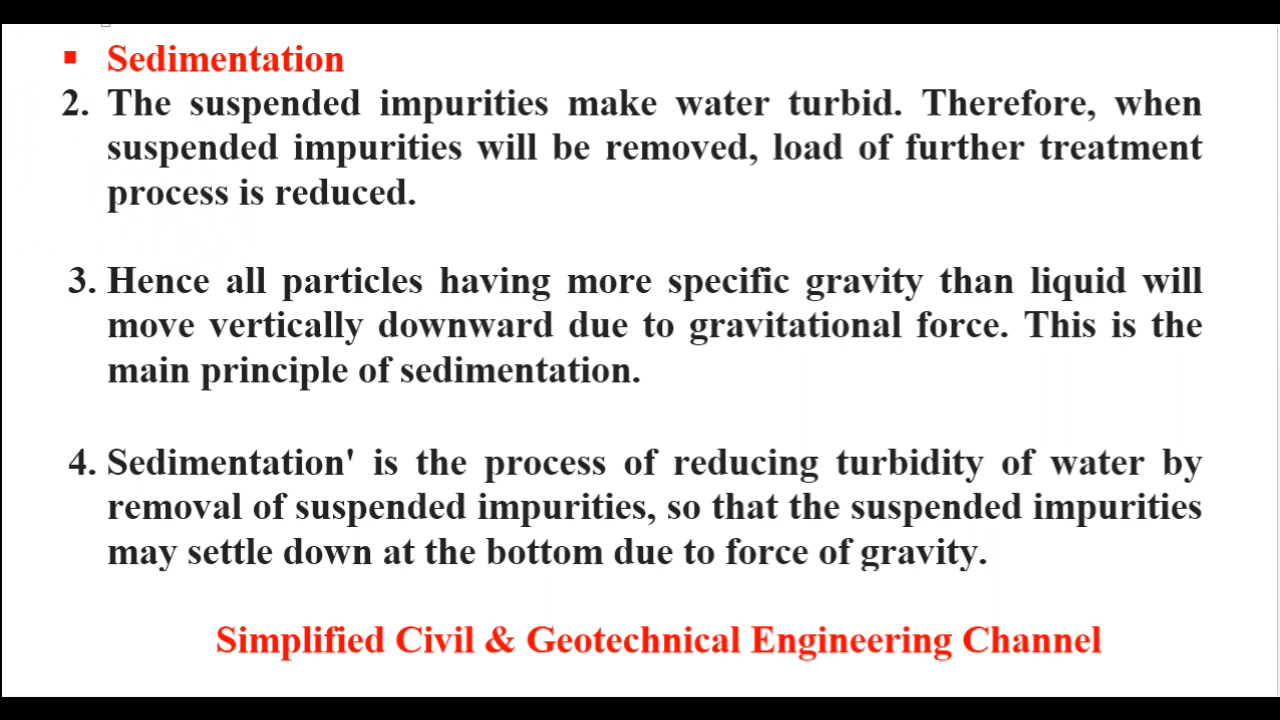 ▪ Sedimentation
2. The suspended impurities make water turbid. Therefore, when
suspended impurities will be removed, load of further treatment
process is reduced.
3. Hence all particles having more specific gravity than liquid will
move vertically downward due to gravitational force. This is the
main principle of sedimentation.
4. Sedimentation' is the process of reducing turbidity of water by
removal of suspended impurities, so that the suspended impurities
may settle down at the bottom due to force of gravity.
Simplified Civil & Geotechnical Engineering Channel